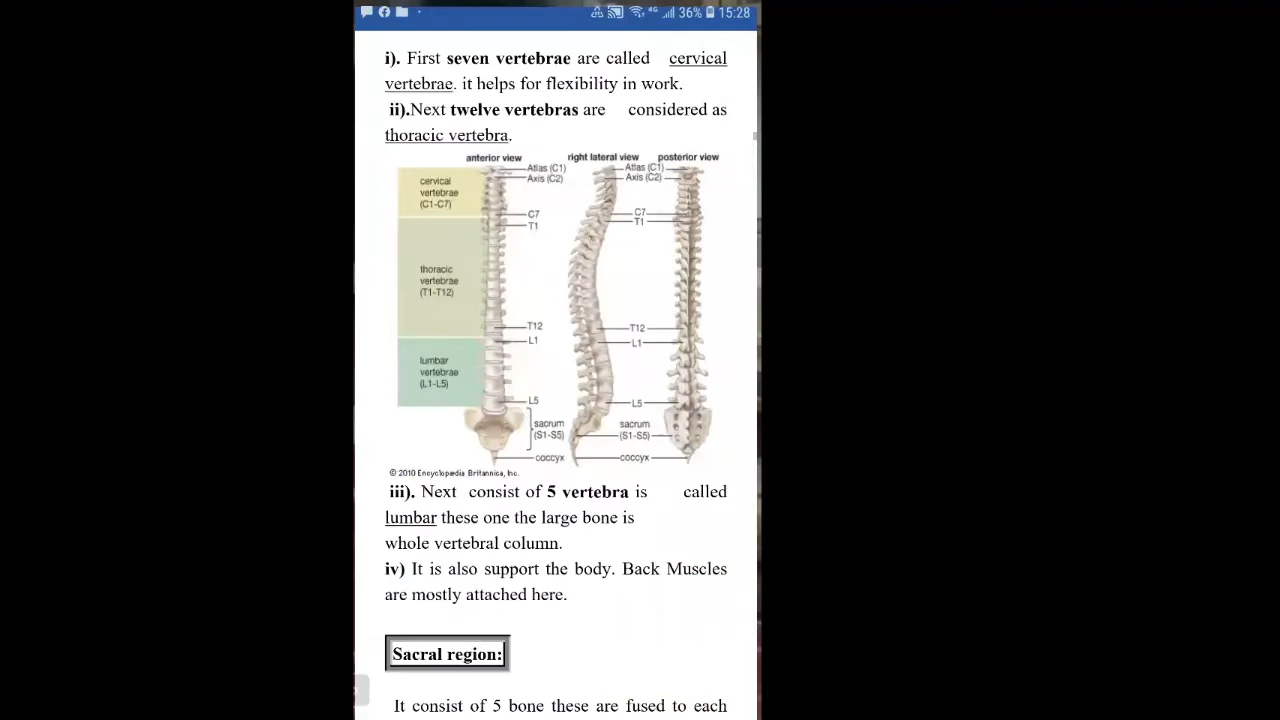 4G 36% 15:28
i). First seven vertebrae are called cervical
vertebrae. it helps for flexibility in work.
ii).Next twelve vertebras are considered as
thoracic vertebra.
anterior view right lateral view posterior view
Atlas (C1) Atlas (C1)
Axis (C2) Axis (C2)
cervical
vertebrae
(C1-C7)
C7 C7
T1 T1
thoracic
vertebrae
(T1-T12)
T12 T12
L1 L1
lumbar
vertebrae
(L1-L5)
L5 L5
sacrum sacrum
(S1-S5) (S1-S5)
coccyx coccyx
© 2010 Encyclopædia Britannica, Inc.
iii). Next consist of 5 vertebra is called
lumbar these one the large bone is
whole vertebral column.
iv) It is also support the body. Back Muscles
are mostly attached here.
Sacral region:
It consist of 5 bone these are fused to each